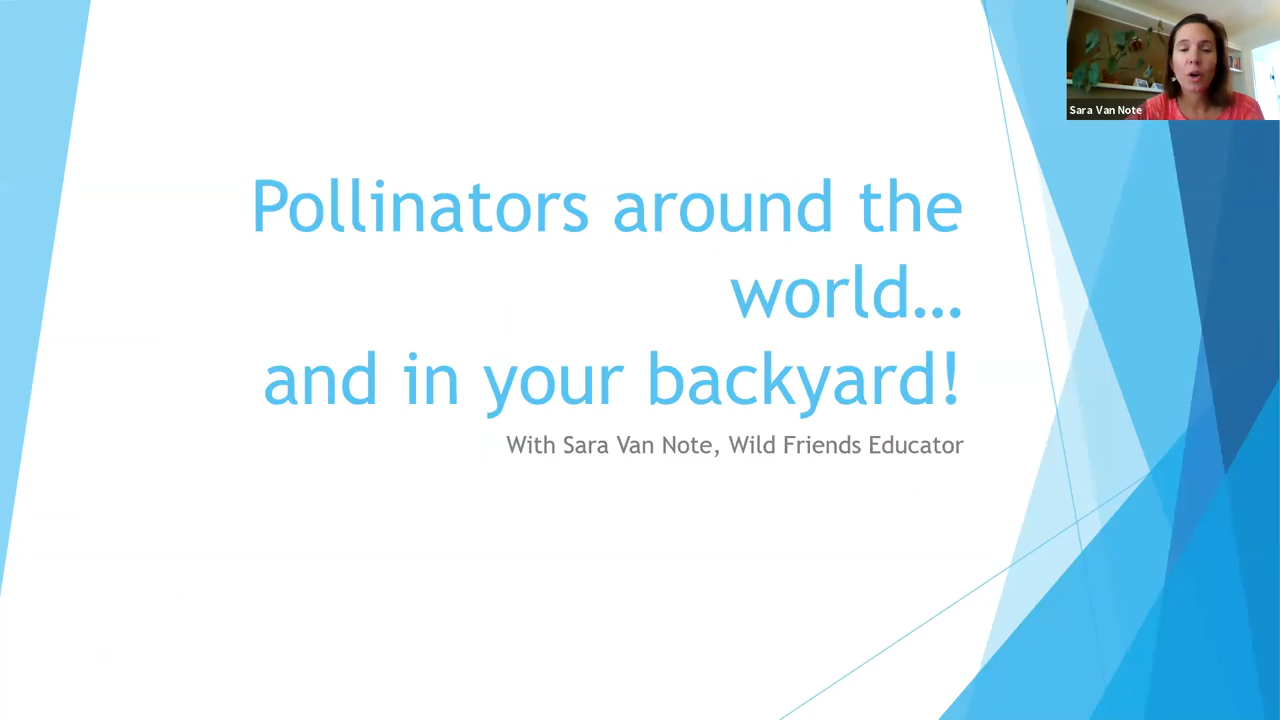 Sara Van Note
Pollinators around the
world…
and in your backyard!
With Sara Van Note, Wild Friends Educator